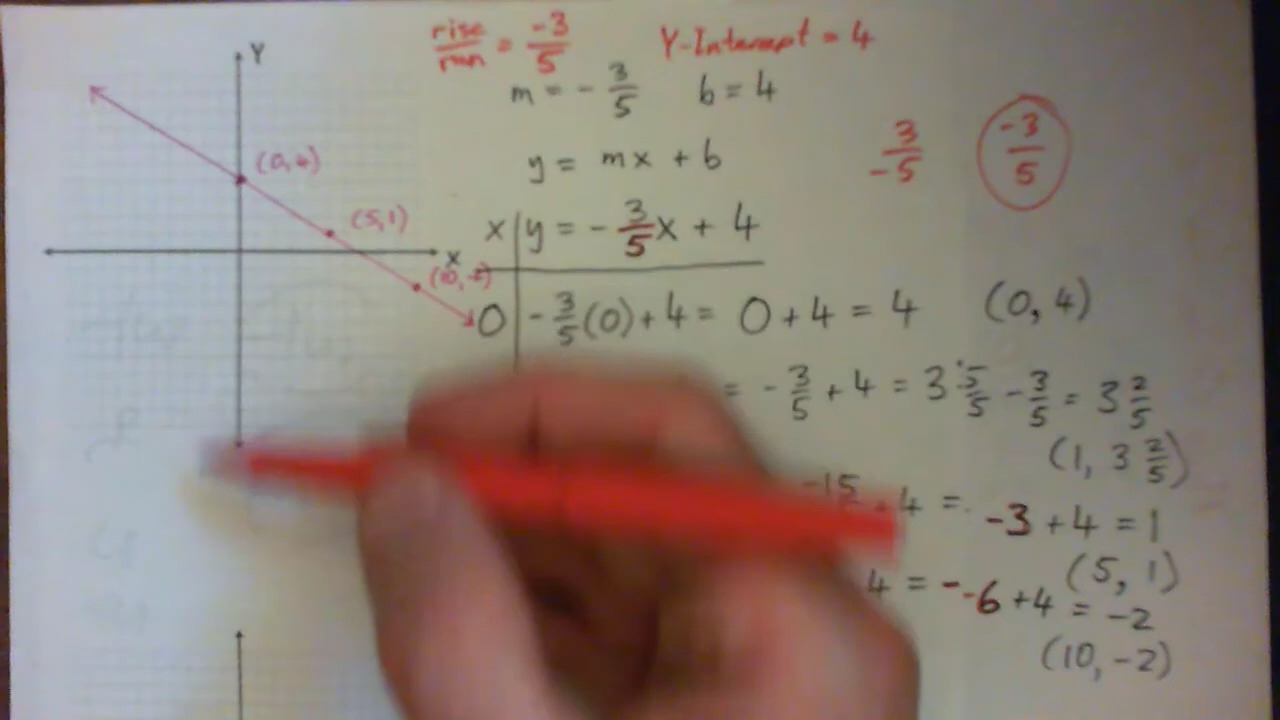 Y
rise/run = -3/5 Y-Intercept = 4
m = - 3/5 b = 4
3/-5 -3/5
(0,4)
y = mx + b
(5,1)
x y = - 3/5 x + 4
x
(10,-2)
0 - 3/5 (0) + 4 = 0 + 4 = 4 (0, 4)
= - 3/5 + 4 = 3 5/5 - 3/5 = 3 2/5
(1, 3 2/5)
-15 + 4 = -3 + 4 = 1
(5, 1)
4 = -6 + 4 = -2
(10, -2)